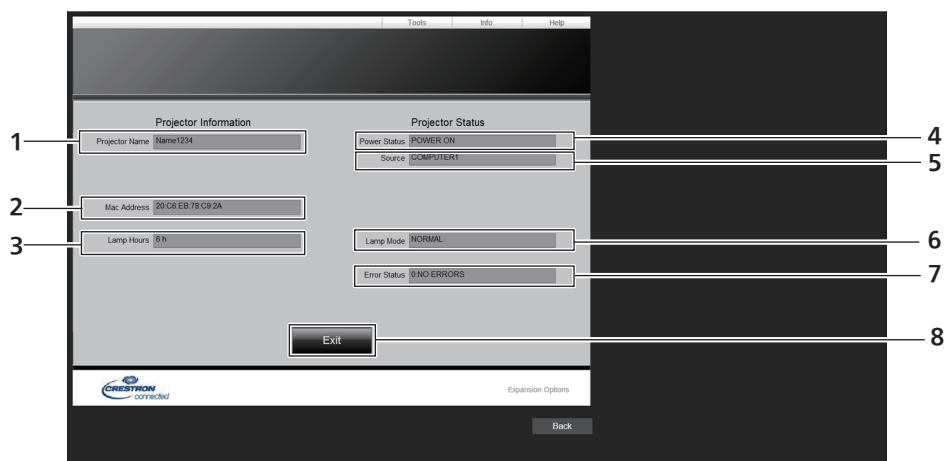 Tools Info Help
Projector Information Projector Status
1 Projector Name Name1234 Power Status POWER ON 4
Source COMPUTER1 5
2 Mac Address 20:C6:EB:78:C9:2A
3 Lamp Hours 6 h Lamp Mode NORMAL 6
Error Status 0:NO ERRORS 7
Exit 8
CRESTRON
connected
Expansion Options
Back